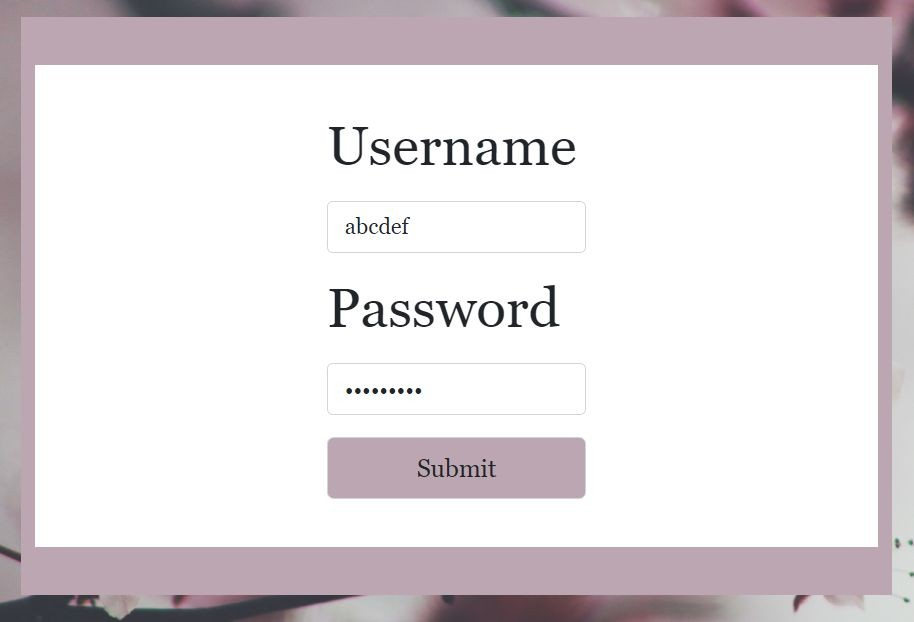 Username
abcdef
Password
•••••••••
Submit